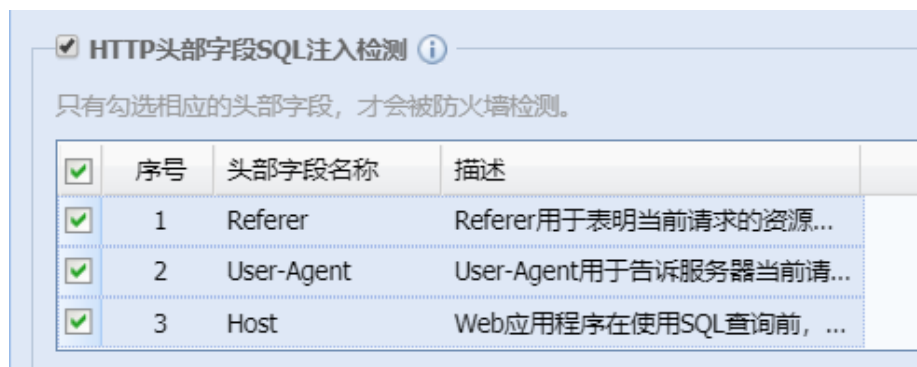 HTTP头部字段SQL注入检测
只有勾选相应的头部字段，才会被防火墙检测。
序号 头部字段名称 描述
1 Referer Referer用于表明当前请求的资源...
2 User-Agent User-Agent用于告诉服务器当前请...
3 Host Web应用程序在使用SQL查询前，...